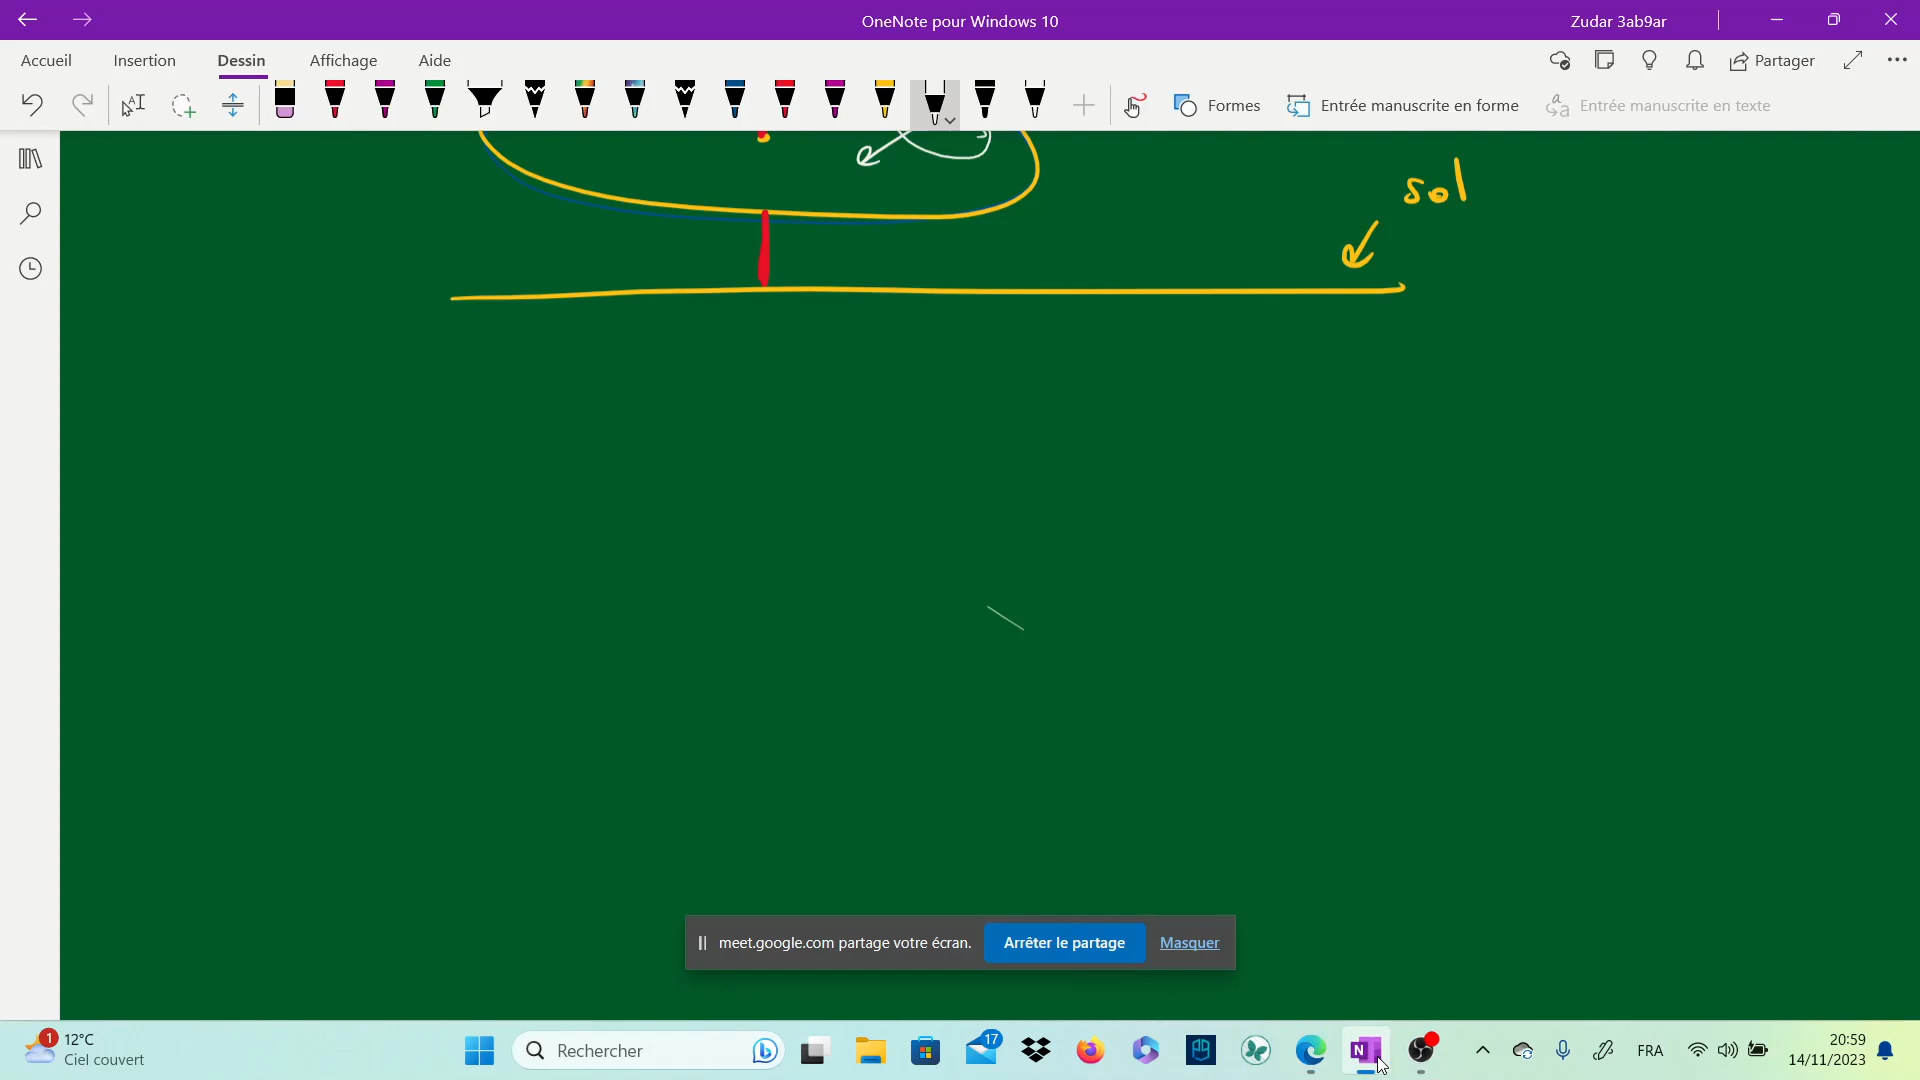 OneNote pour Windows 10
Zudar 3ab9ar
Accueil
Insertion
Dessin
Affichage
Aide
Partager
Formes
Entrée manuscrite en forme
Entrée manuscrite en texte
sol
meet.google.com partage votre écran.
Arrêter le partage
Masquer
1
12°C
Ciel couvert
Rechercher
17
FRA
20:59
14/11/2023